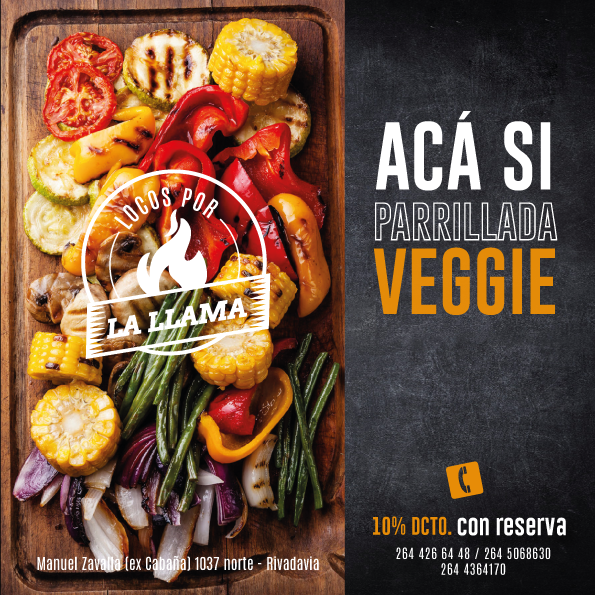 LOCOS POR
LA LLAMA
ACÁ SI
PARRILLADA
VEGGIE
10% DCTO. con reserva
264 426 64 48 / 264 5068630
264 4364170
Manuel Zavalla (ex Cabaña) 1037 norte - Rivadavia